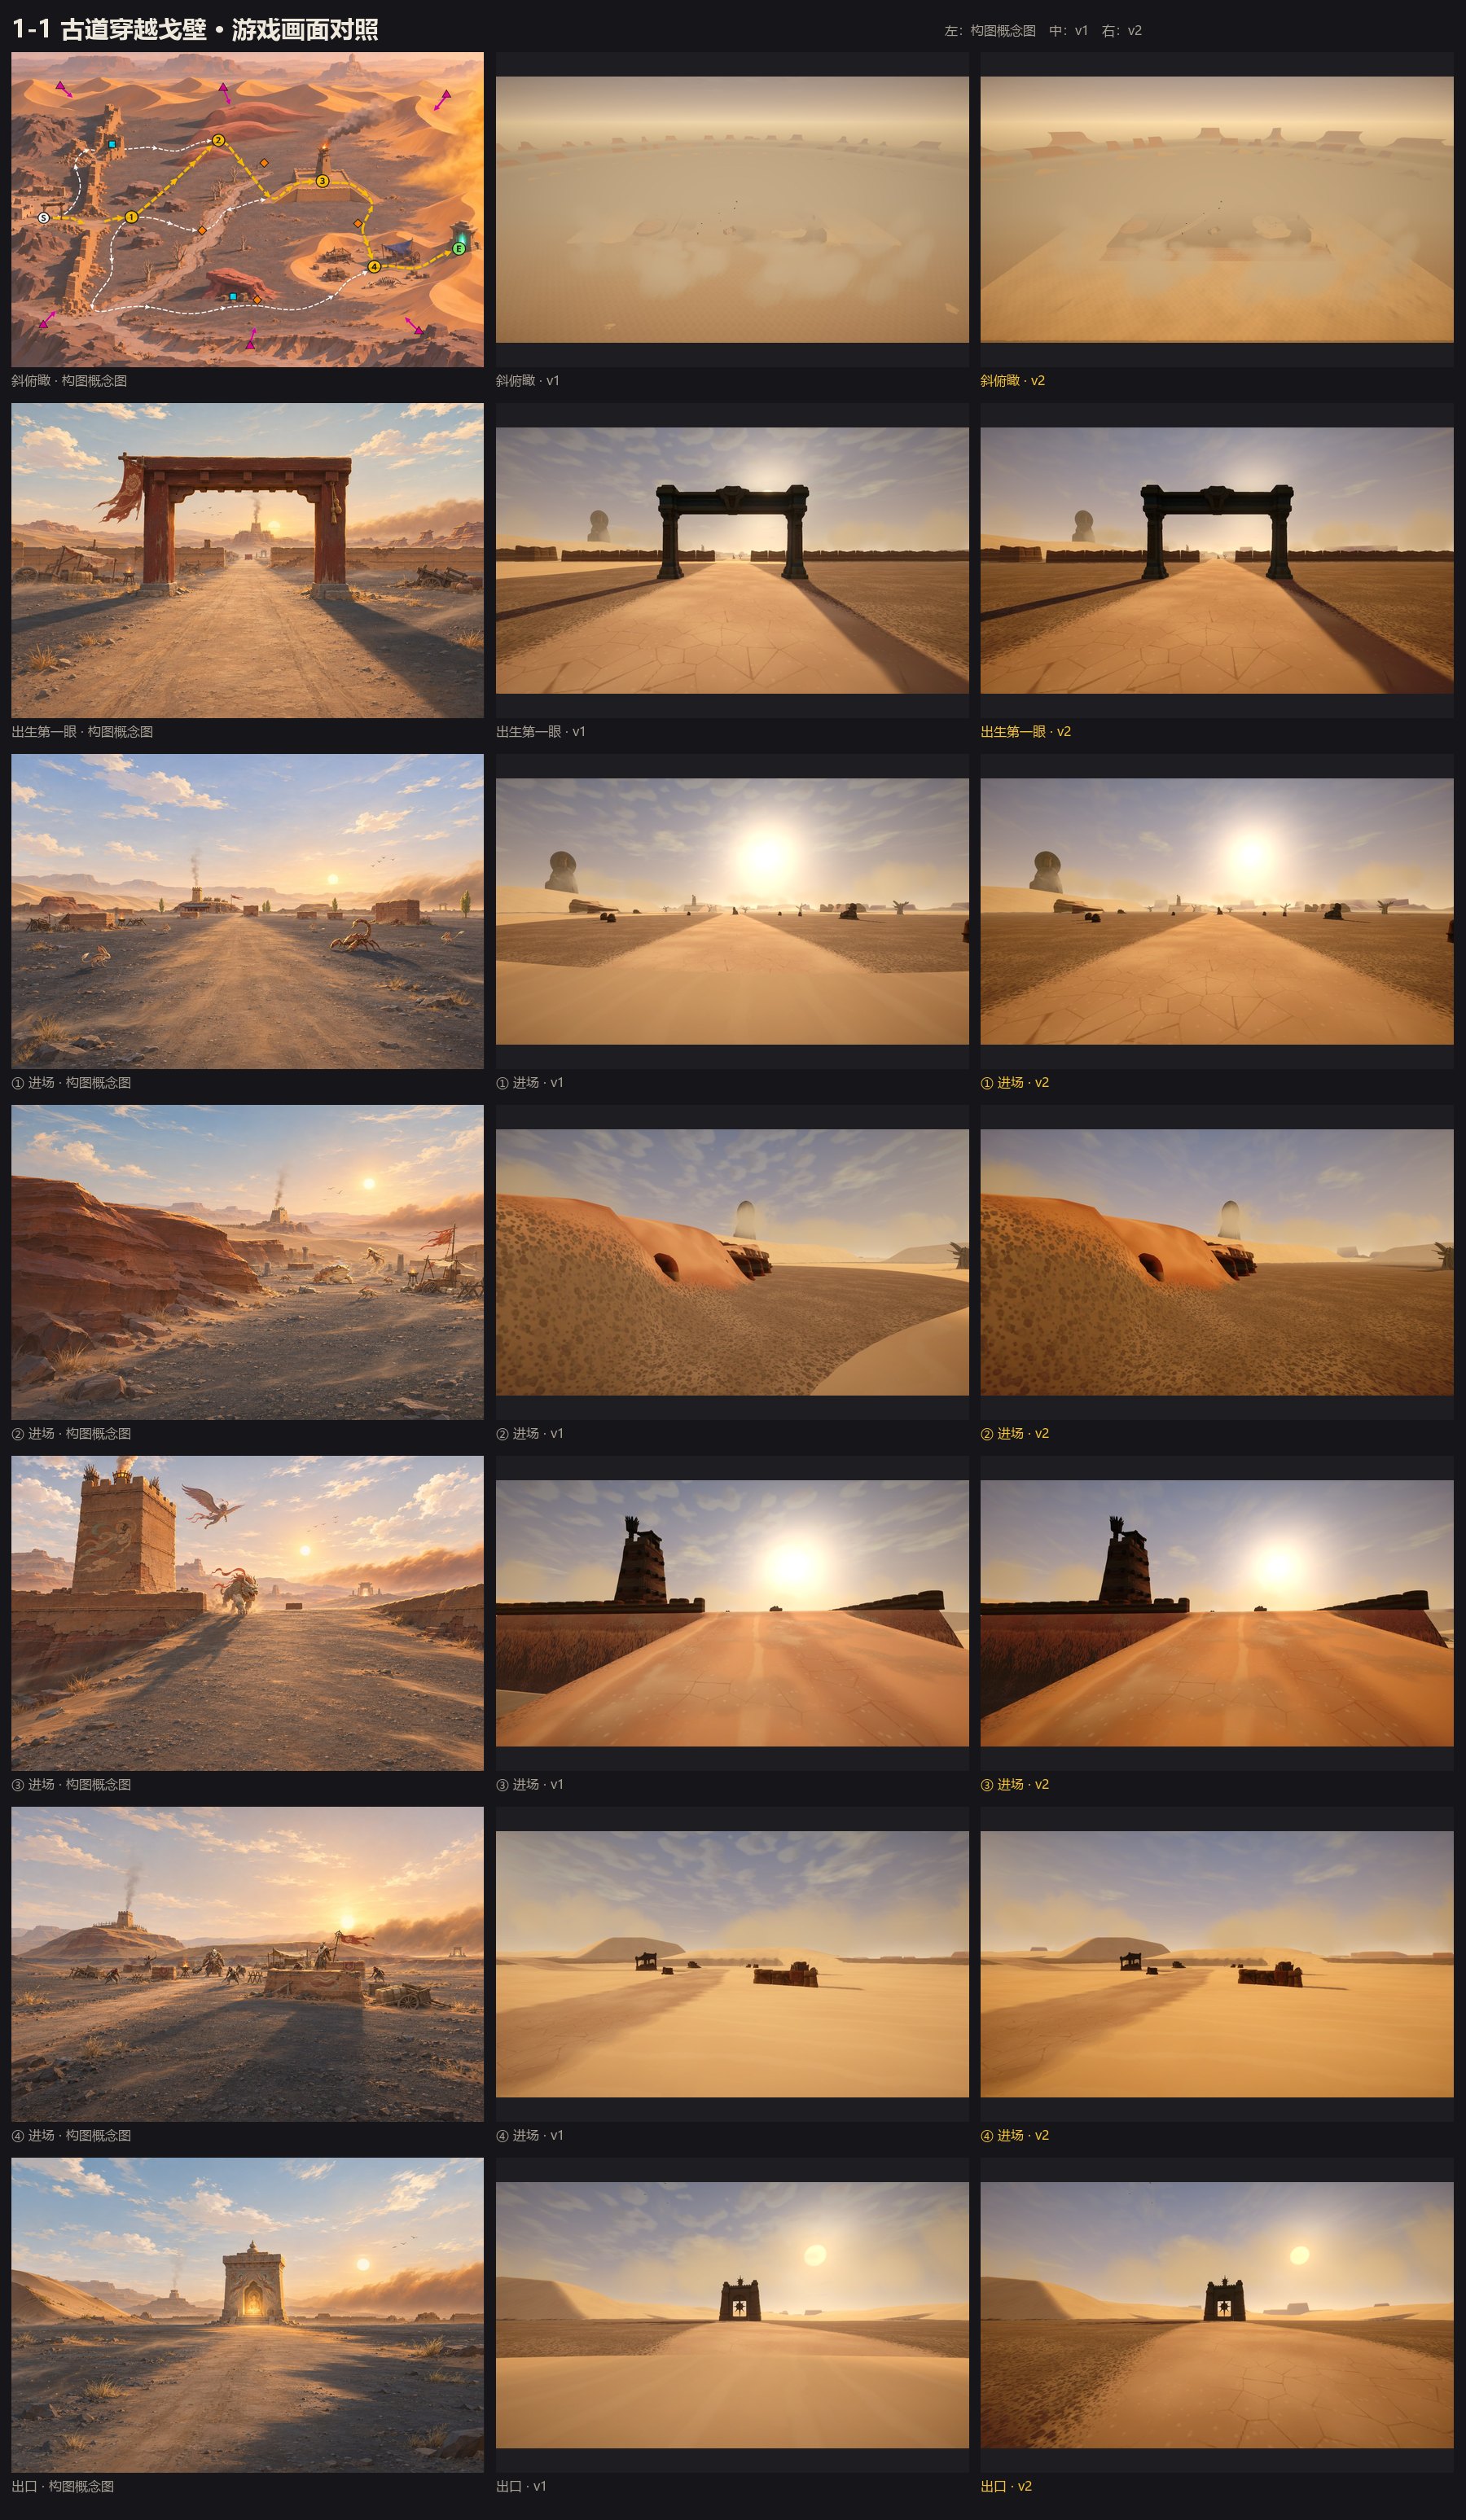 1-1 古道穿越戈壁 · 游戏画面对照
左: 构图概念图 中: v1 右: v2
S
1
2
3
4
E
斜俯瞰 · 构图概念图
斜俯瞰 · v1
斜俯瞰 · v2
出生第一眼 · 构图概念图
出生第一眼 · v1
出生第一眼 · v2
① 进场 · 构图概念图
① 进场 · v1
① 进场 · v2
② 进场 · 构图概念图
② 进场 · v1
② 进场 · v2
③ 进场 · 构图概念图
③ 进场 · v1
③ 进场 · v2
④ 进场 · 构图概念图
④ 进场 · v1
④ 进场 · v2
出口 · 构图概念图
出口 · v1
出口 · v2